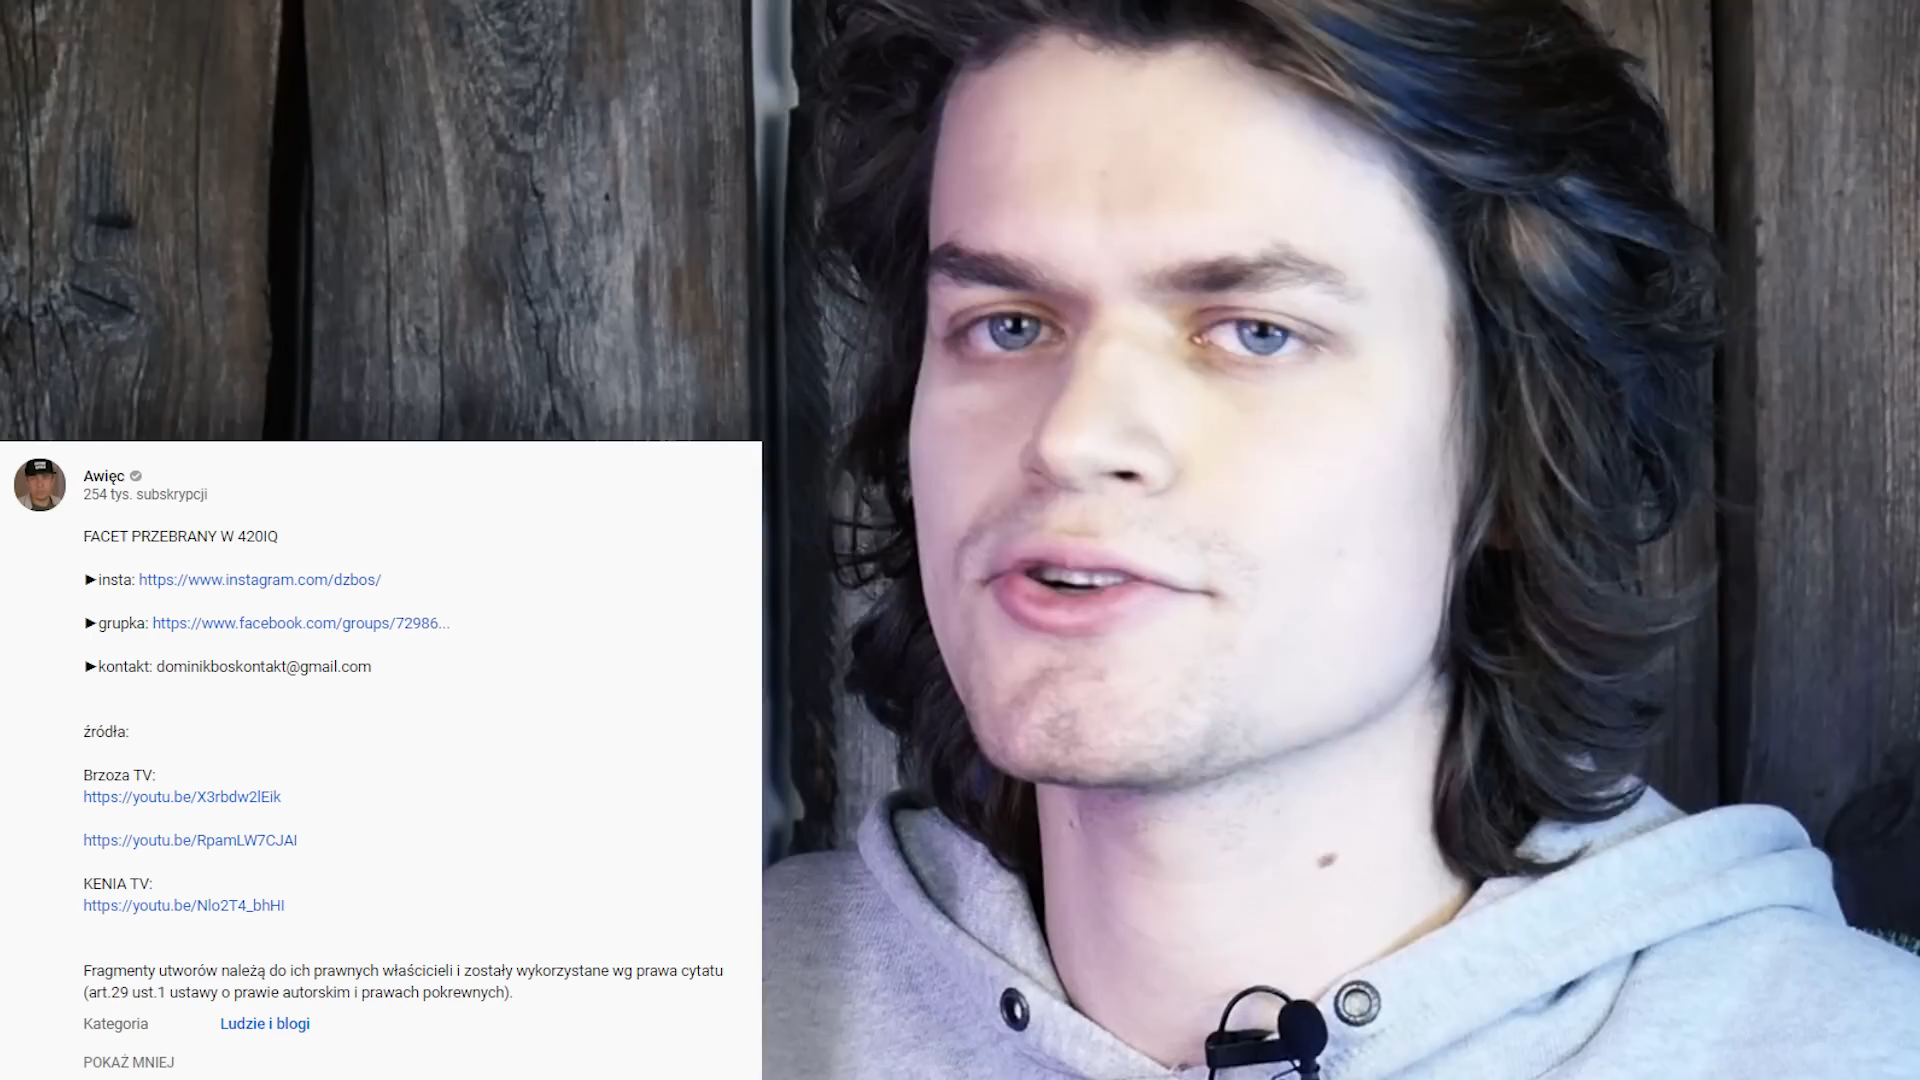 Awięc
254 tys. subskrypcji
FACET PRZEBRANY W 420IQ
►insta: https://www.instagram.com/dzbos/
►grupka: https://www.facebook.com/groups/72986...
►kontakt: dominikboskontakt@gmail.com
źródła:
Brzoza TV:
https://youtu.be/X3rbdw2lEik
https://youtu.be/RpamLW7CJAI
KENIA TV:
https://youtu.be/Nlo2T4_bhHI
Fragmenty utworów należą do ich prawnych właścicieli i zostały wykorzystane wg prawa cytatu
(art.29 ust.1 ustawy o prawie autorskim i prawach pokrewnych).
Kategoria Ludzie i blogi
POKAŻ MNIEJ